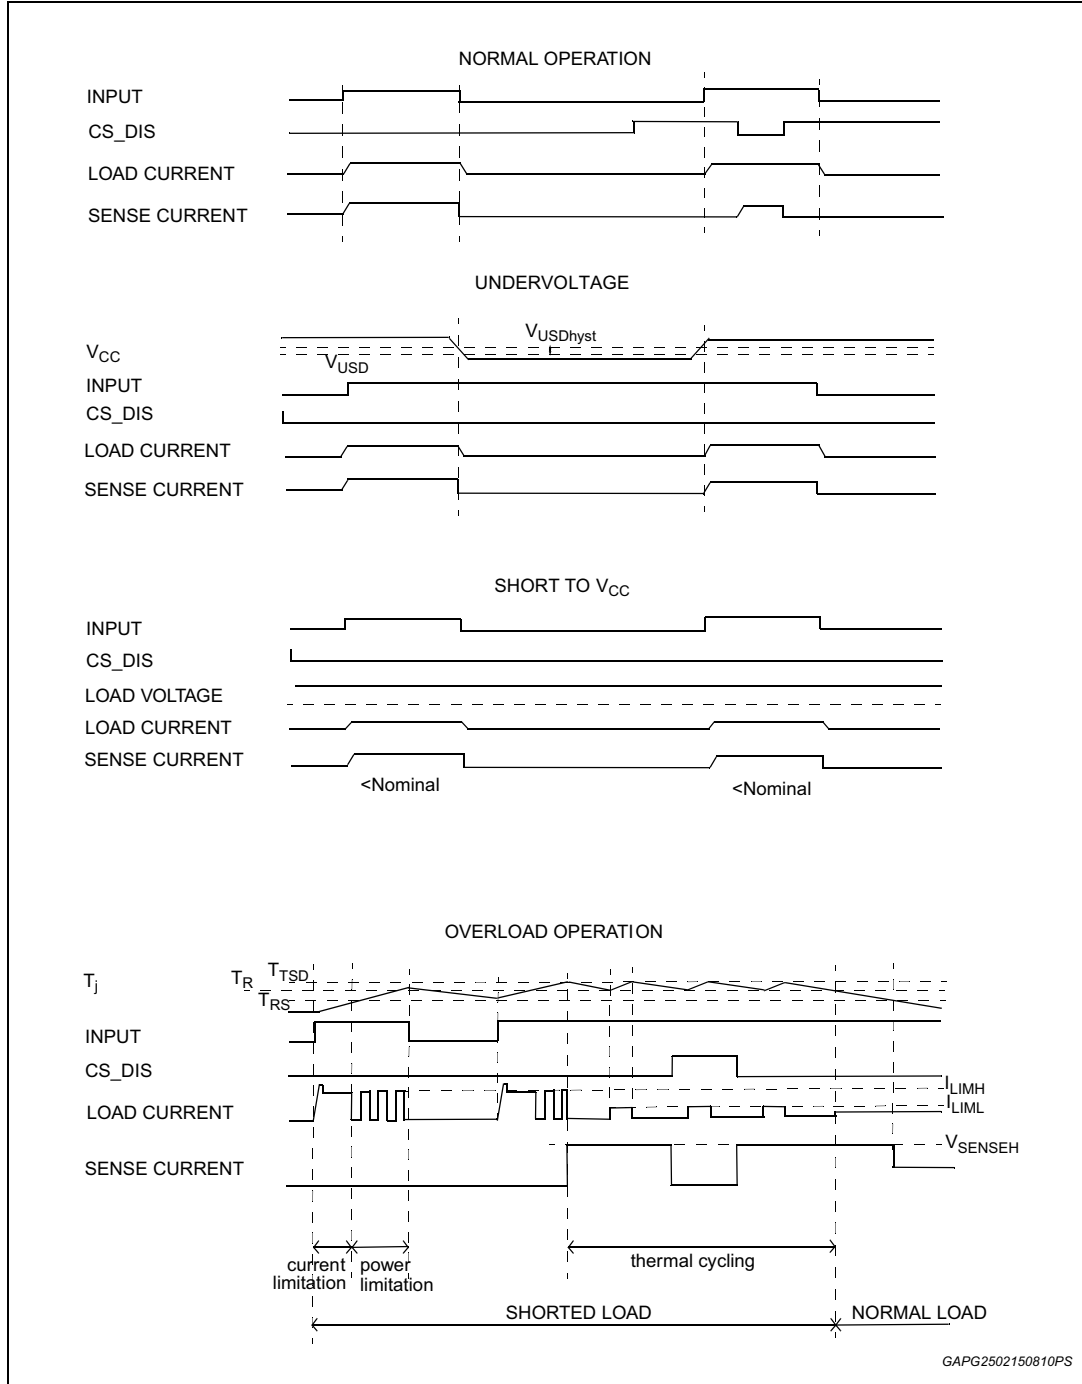 NORMAL OPERATION
INPUT
CS_DIS
LOAD CURRENT
SENSE CURRENT
UNDERVOLTAGE
VUSDhyst
VCC
VUSD
INPUT
CS_DIS
LOAD CURRENT
SENSE CURRENT
SHORT TO VCC
INPUT
CS_DIS
LOAD VOLTAGE
LOAD CURRENT
SENSE CURRENT
<Nominal <Nominal
OVERLOAD OPERATION
Tj TR TTSD
TRS
INPUT
CS_DIS
ILIMH
LOAD CURRENT ILIML
SENSE CURRENT VSENSEH
current limitation
power limitation
thermal cycling
SHORTED LOAD NORMAL LOAD
GAPG2502150810PS